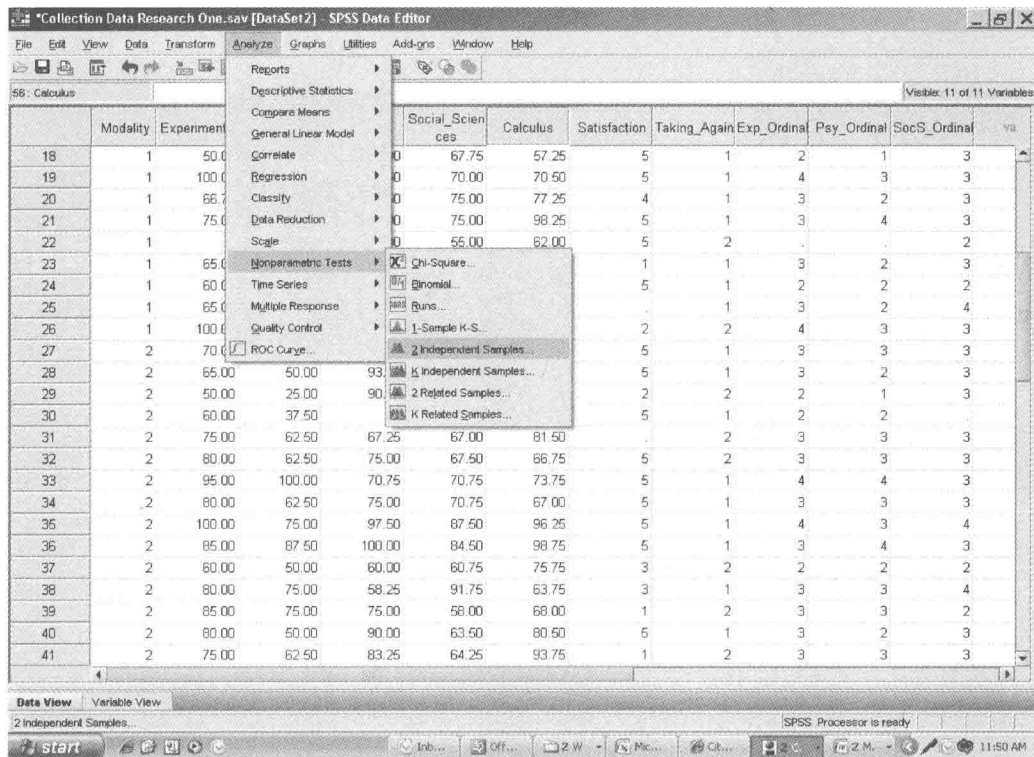 *Collection Data Research One.sav [DataSet2] - SPSS Data Editor
File Edit View Data Transform Analyze Graphs Utilities Add-ons Window Help
56 : Calculus
Visible: 11 of 11 Variables
Modality Experiment Social_Sciences Calculus Satisfaction Taking_Again Exp_Ordinal Psy_Ordinal SocS_Ordinal va
Reports
Descriptive Statistics
Compare Means
General Linear Model
Correlate
Regression
Classify
Data Reduction
Scale
Nonparametric Tests
Time Series
Multiple Response
Quality Control
ROC Curve...
Chi-Square...
Binomial...
Runs...
1-Sample K-S...
2 Independent Samples...
K Independent Samples...
2 Related Samples...
K Related Samples...
18 1 50.0 0 67.75 57.25 5 1 2 1 3
19 1 100.0 0 70.00 70.50 5 1 4 3 3
20 1 66.7 0 75.00 77.25 4 1 3 2 3
21 1 75.0 0 75.00 98.25 5 1 3 4 3
22 1 0 55.00 62.00 5 2 . . 2
23 1 65.0 1 1 3 2 3
24 1 60.0 5 1 2 2 2
25 1 65.0 . 1 3 2 4
26 1 100.0 2 2 4 3 3
27 2 70.0 5 1 3 3 3
28 2 65.00 50.00 93. 5 1 3 2 3
29 2 50.00 25.00 90. 2 2 2 1 3
30 2 60.00 37.50 5 1 2 2 .
31 2 75.00 62.50 67.25 67.00 81.50 . 2 3 3 3
32 2 80.00 62.50 75.00 67.50 66.75 5 2 3 3 3
33 2 95.00 100.00 70.75 70.75 73.75 5 1 4 4 3
34 2 80.00 62.50 75.00 70.75 67.00 5 1 3 3 3
35 2 100.00 75.00 97.50 87.50 96.25 5 1 4 3 4
36 2 85.00 87.50 100.00 84.50 98.75 5 1 3 4 3
37 2 60.00 50.00 60.00 60.75 75.75 3 2 2 2 2
38 2 80.00 75.00 58.25 91.75 63.75 3 1 3 3 4
39 2 85.00 75.00 75.00 58.00 68.00 1 2 3 3 2
40 2 80.00 50.00 90.00 63.50 80.50 5 1 3 2 3
41 2 75.00 62.50 83.25 64.25 93.75 1 2 3 3 3
Data View Variable View
2 Independent Samples...
SPSS Processor is ready
start Inb... Off... 2 W Mic... Cit... 2 M. 11:50 AM